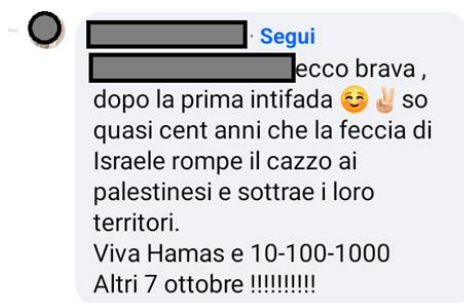 · Segui
ecco brava ,
dopo la prima intifada ☺️ ✌🏻 so
quasi cent anni che la feccia di
Israele rompe il cazzo ai
palestinesi e sottrae i loro
territori.
Viva Hamas e 10-100-1000
Altri 7 ottobre !!!!!!!!!!